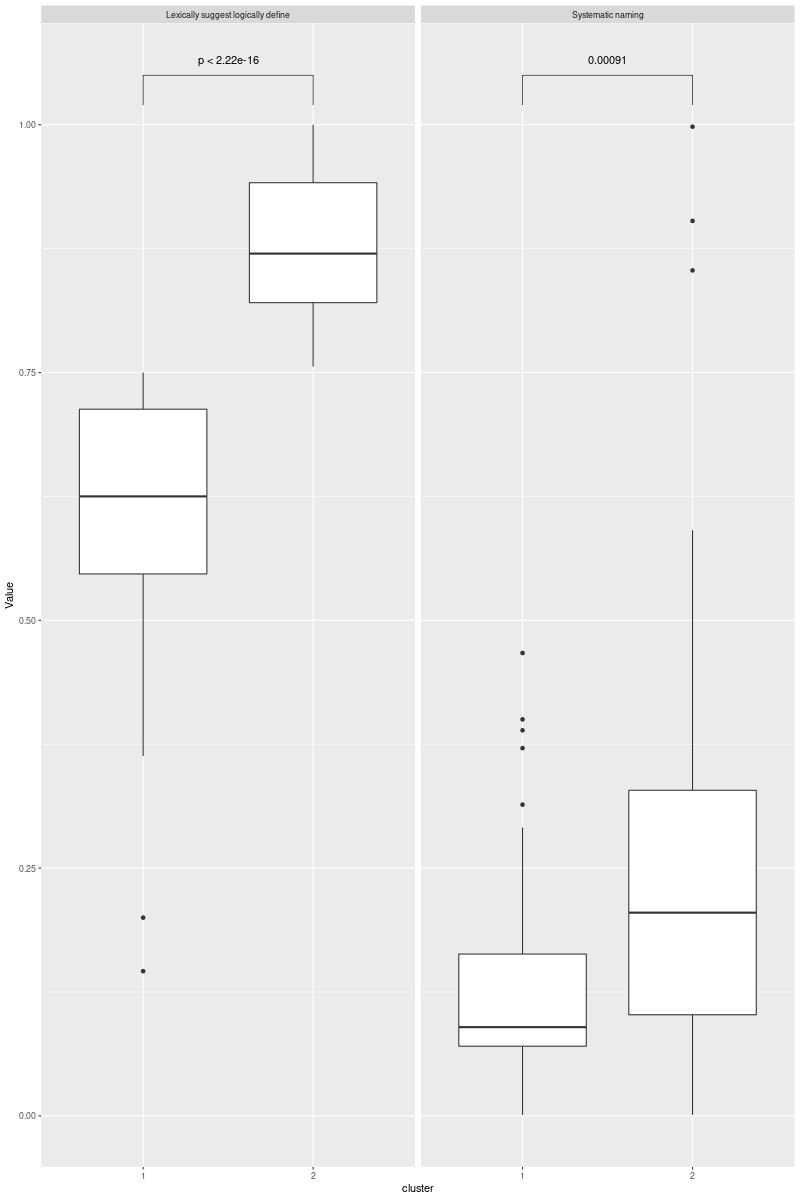 Lexically suggest logically define
Systematic naming
p < 2.22e-16
0.00091
1.00
0.75
0.50
0.25
0.00
Value
1
2
1
2
cluster